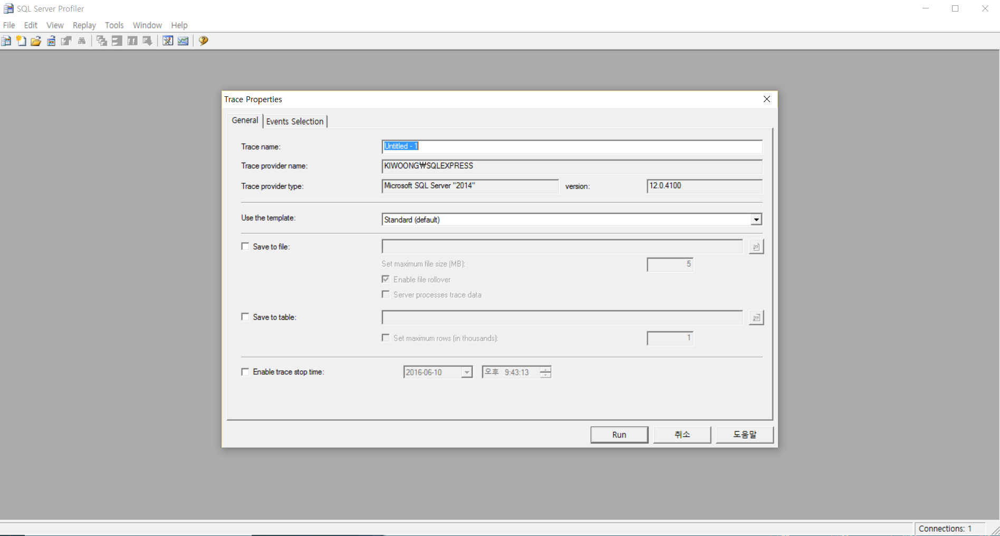 SQL Server Profiler
File Edit View Replay Tools Window Help
Trace Properties
General Events Selection
Trace name: Untitled - 1
Trace provider name: KIWOONG₩SQLEXPRESS
Trace provider type: Microsoft SQL Server "2014" version: 12.0.4100
Use the template: Standard (default)
Save to file:
Set maximum file size (MB): 5
Enable file rollover
Server processes trace data
Save to table:
Set maximum rows (in thousands): 1
Enable trace stop time: 2016-06-10 오후 9:43:13
Run 취소 도움말
Connections: 1